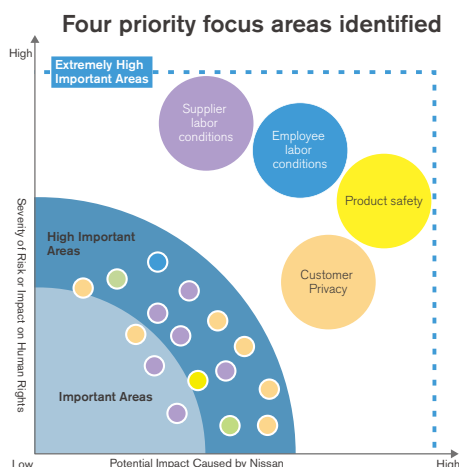 Four priority focus areas identified
High
Extremely High
Important Areas
Supplier
labor
conditions
Employee
labor
conditions
Product safety
Severity of Risk or Impact on Human Rights
High Important
Areas
Customer
Privacy
Important Areas
Low
Potential Impact Caused by Nissan
High